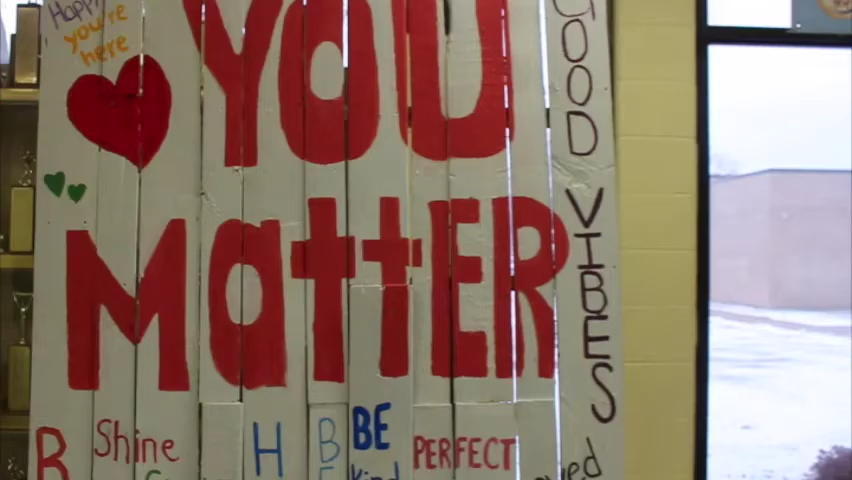 Happy
you're
here
YOU
MattER
GOOD VIBES
Shine
H
B
BE
PERFECT
Kind